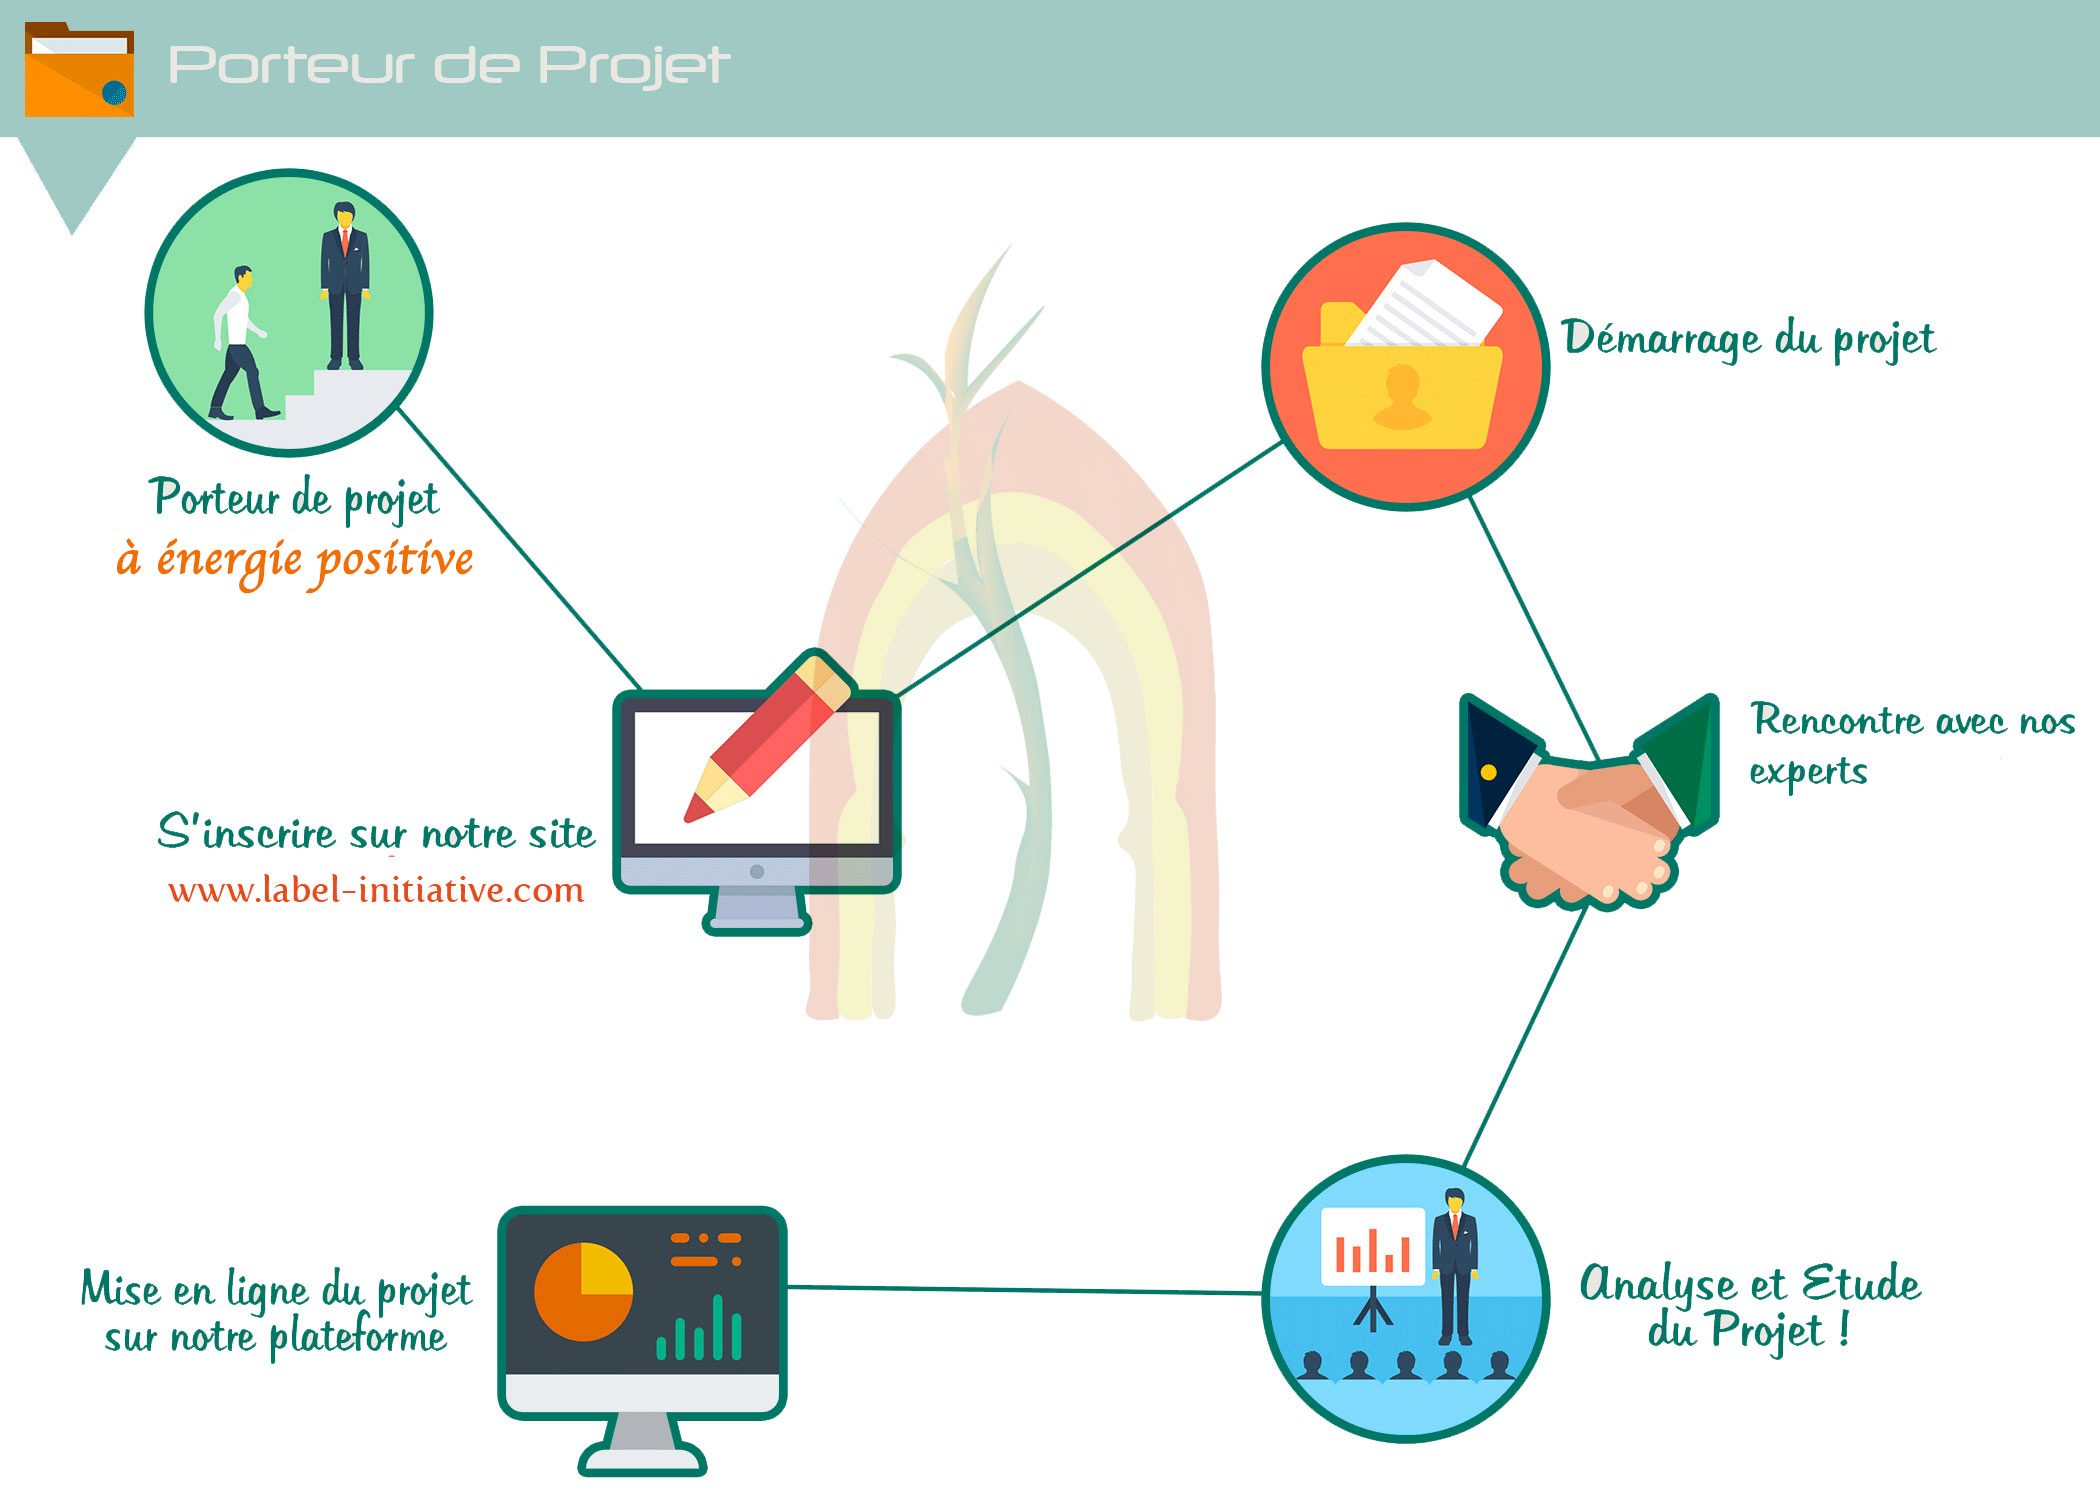 Porteur de Projet
Porteur de projet
à énergie positive
S'inscrire sur notre site
www.label-initiative.com
Démarrage du projet
Rencontre avec nos
experts
Analyse et Etude
du Projet !
Mise en ligne du projet
sur notre plateforme